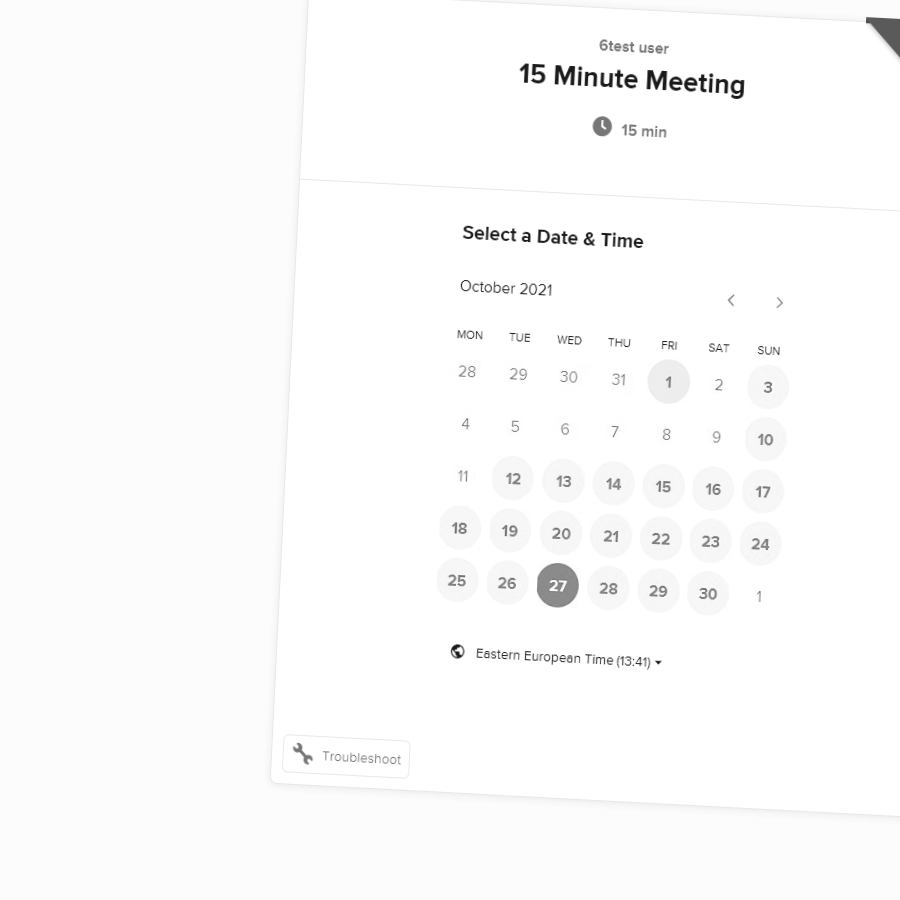 6test user
15 Minute Meeting
15 min
Select a Date & Time
October 2021
MON TUE WED THU FRI SAT SUN
28 29 30 31 1 2 3
4 5 6 7 8 9 10
11 12 13 14 15 16 17
18 19 20 21 22 23 24
25 26 27 28 29 30 1
Eastern European Time (13:41)
Troubleshoot